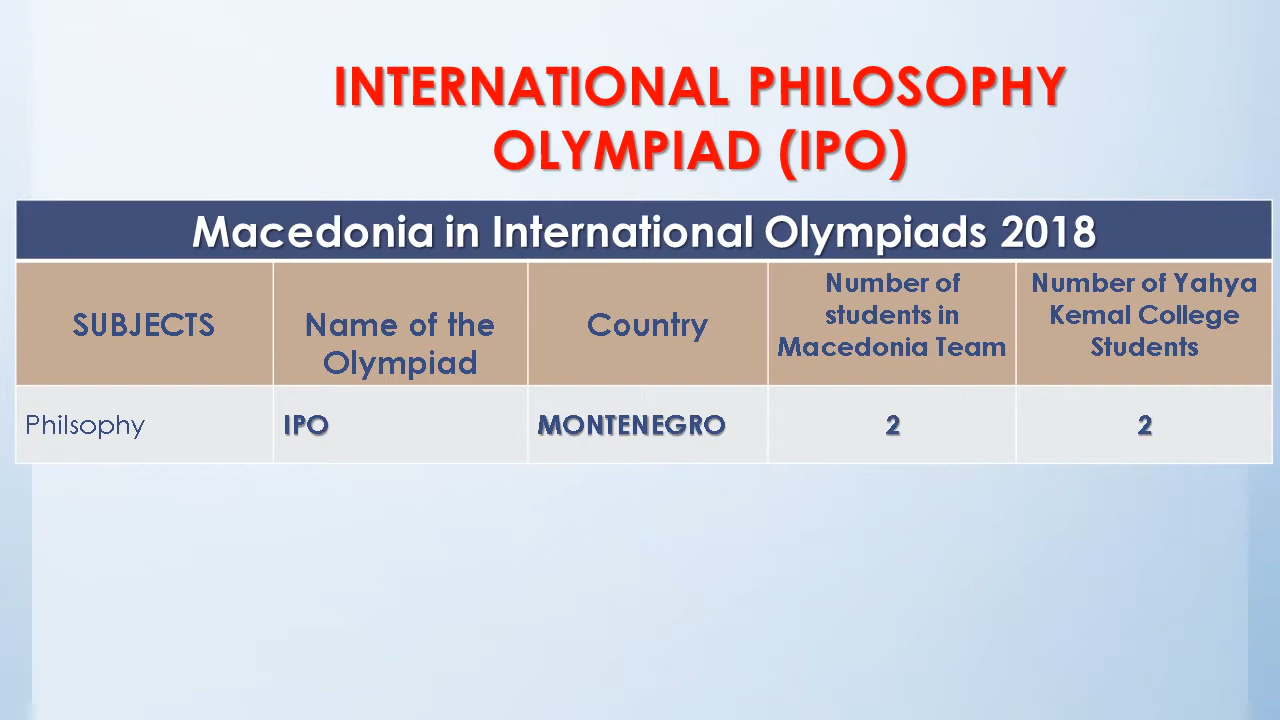 INTERNATIONAL PHILOSOPHY
OLYMPIAD (IPO)
Macedonia in International Olympiads 2018
SUBJECTS
Name of the
Olympiad
Country
Number of
students in
Macedonia Team
Number of Yahya
Kemal College
Students
Philsophy
IPO
MONTENEGRO
2
2